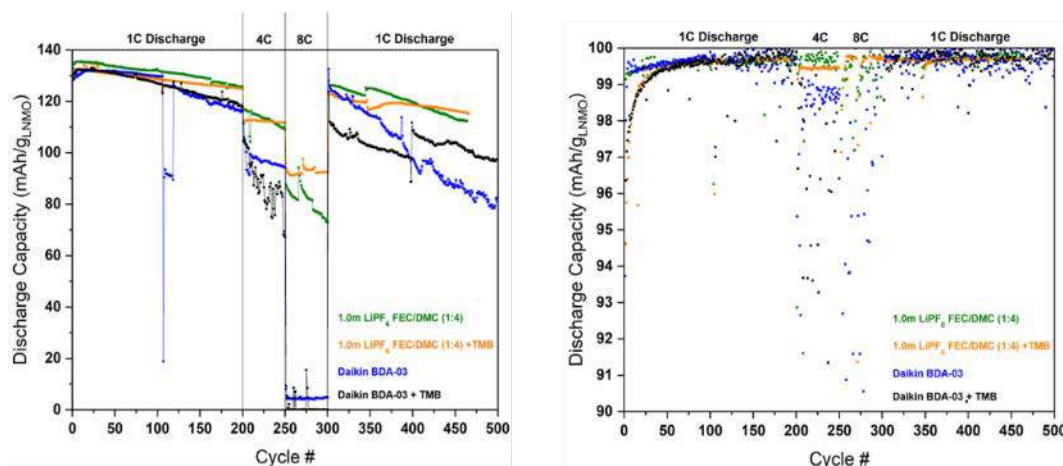 1C Discharge 4C 8C 1C Discharge
Discharge Capacity (mAh/gLNMO)
140
120
100
80
60
40
20
0
1.0m LiPF6 FEC/DMC (1:4)
1.0m LiPF6 FEC/DMC (1:4) +TMB
Daikin BDA-03
Daikin BDA-03 + TMB
0 50 100 150 200 250 300 350 400 450 500
Cycle #
1C Discharge 4C 8C 1C Discharge
Discharge Capacity (mAh/gLNMO)
100
99
98
97
96
95
94
93
92
91
90
1.0m LiPF6 FEC/DMC (1:4)
1.0m LiPF6 FEC/DMC (1:4) +TMB
Daikin BDA-03
Daikin BDA-03 + TMB
0 50 100 150 200 250 300 350 400 450 500
Cycle #